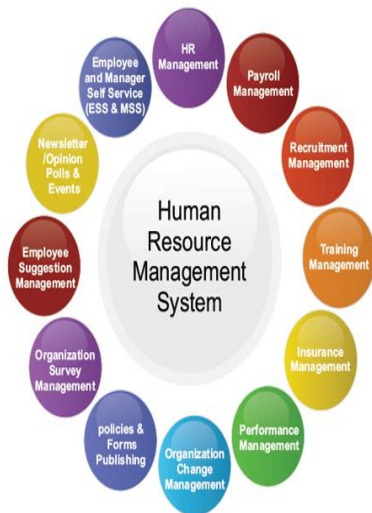 Human
Resource
Management
System
HR
Management
Payroll
Management
Recruitment
Management
Training
Management
Insurance
Management
Performance
Management
Organization
Change
Management
policies &
Forms
Publishing
Organization
Survey
Management
Employee
Suggestion
Management
Newsletter
/Opinion
Polls &
Events
Employee
and Manager
Self Service
(ESS & MSS)